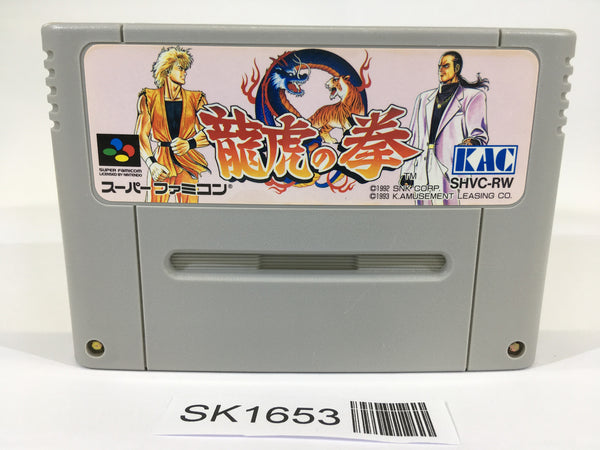 龍虎の拳
TM
SUPER FAMICOM
LICENSED BY NINTENDO
スーパーファミコン®
KAC
SHVC-RW
©1992 SNK CORP.
©1993 K.AMUSEMENT LEASING CO.
SK1653